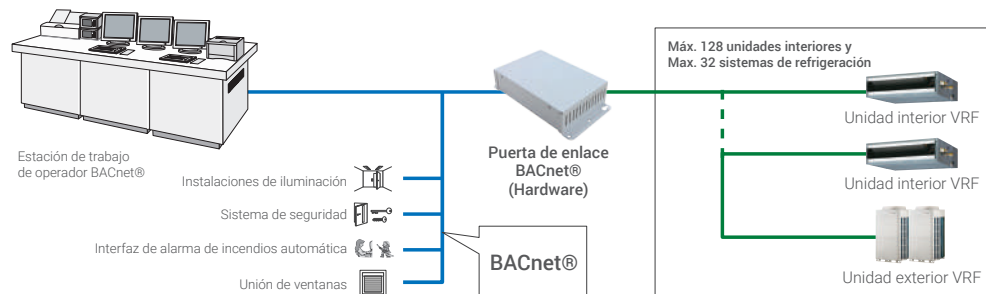 Máx. 128 unidades interiores y
Max. 32 sistemas de refrigeración
Unidad interior VRF
Unidad interior VRF
Unidad exterior VRF
Puerta de enlace
BACnet®
(Hardware)
Estación de trabajo
de operador BACnet®
Instalaciones de iluminación
Sistema de seguridad
Interfaz de alarma de incendios automática
Unión de ventanas
BACnet®